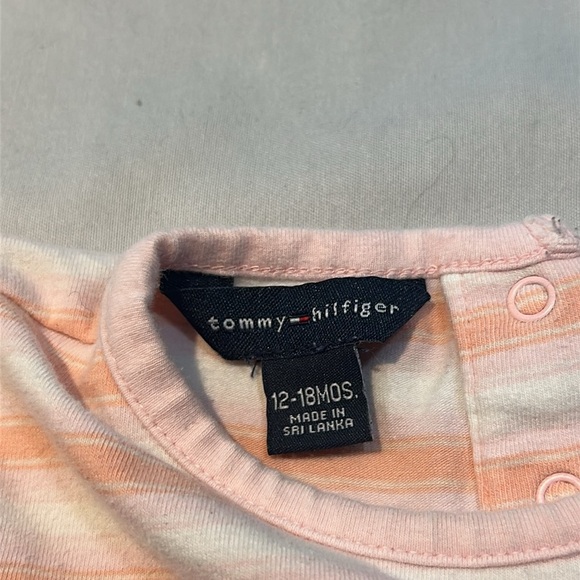 tommy hilfiger
12-18MOS.
MADE IN
SRI LANKA